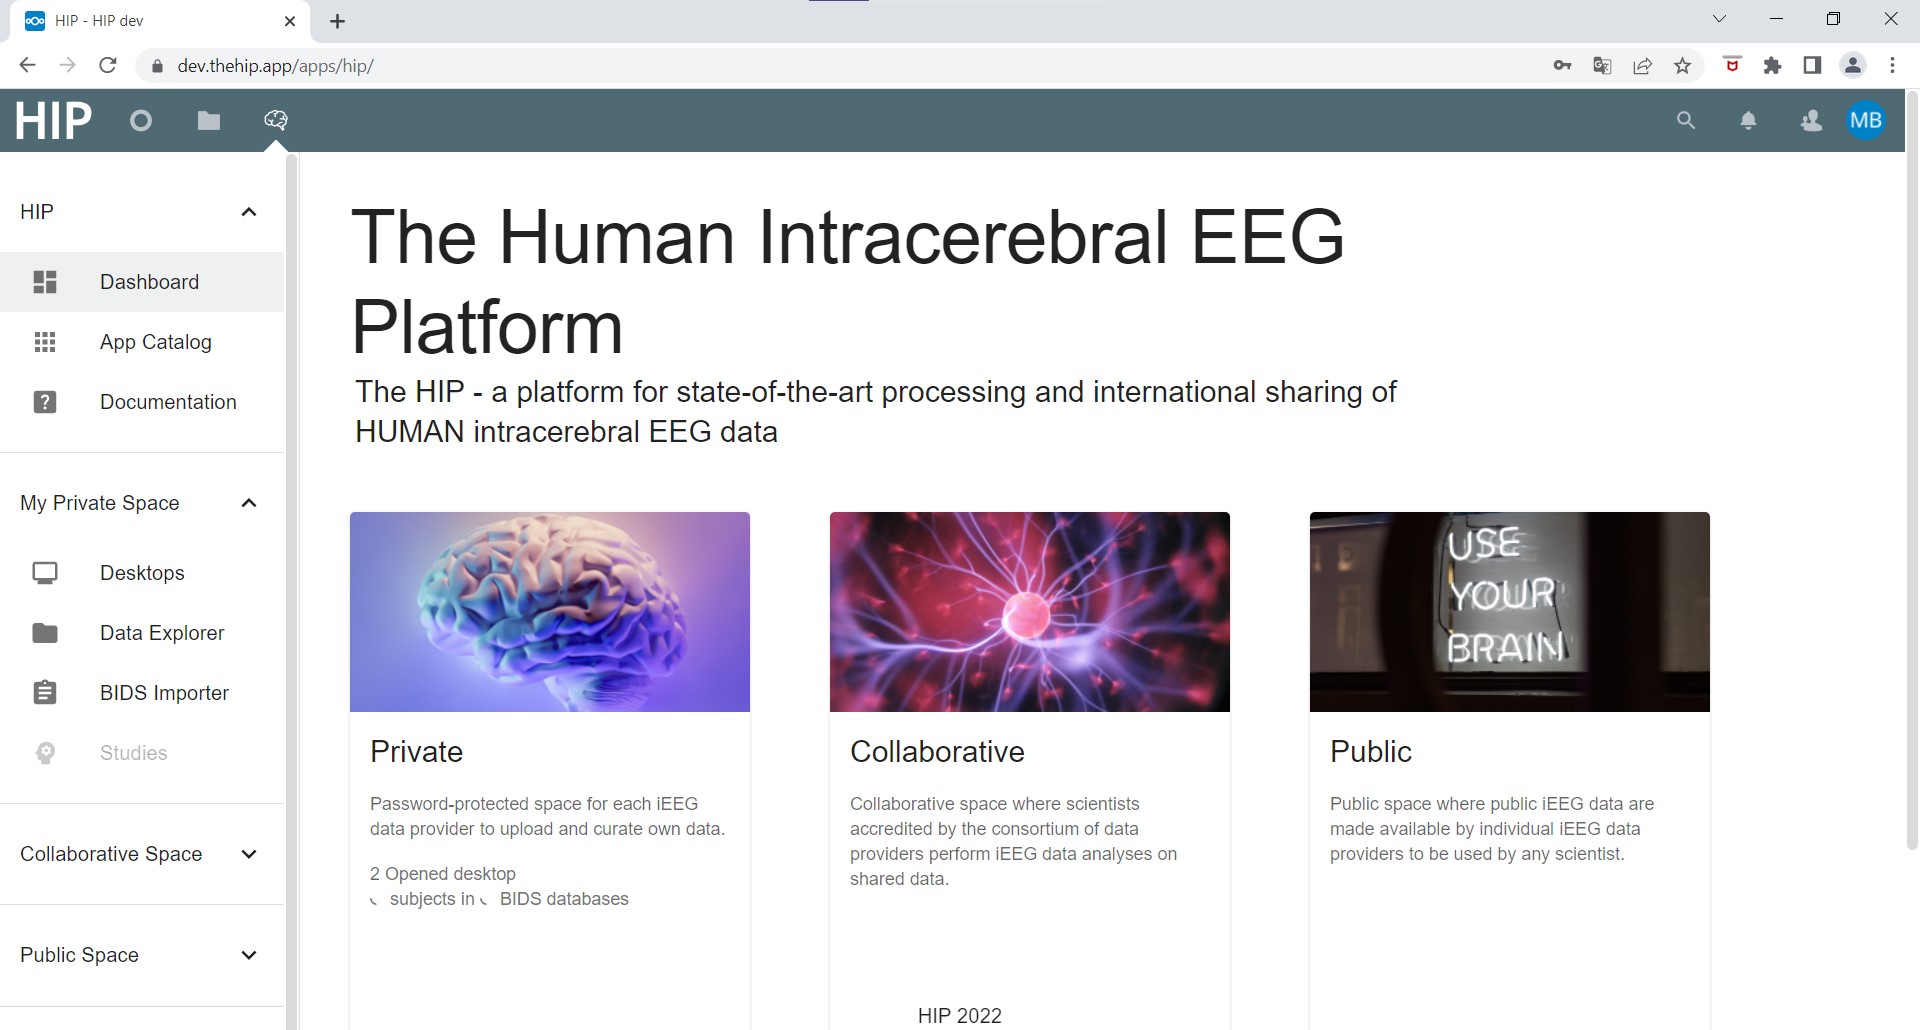 HIP - HIP dev
dev.thehip.app/apps/hip/
HIP
MB
HIP
Dashboard
App Catalog
Documentation
My Private Space
Desktops
Data Explorer
BIDS Importer
Studies
Collaborative Space
Public Space
The Human Intracerebral EEG
Platform
The HIP - a platform for state-of-the-art processing and international sharing of
HUMAN intracerebral EEG data
Private
Password-protected space for each iEEG
data provider to upload and curate own data.
2 Opened desktop
subjects in BIDS databases
Collaborative
Collaborative space where scientists
accredited by the consortium of data
providers perform iEEG data analyses on
shared data.
USE
YOUR
BRAIN
Public
Public space where public iEEG data are
made available by individual iEEG data
providers to be used by any scientist.
HIP 2022